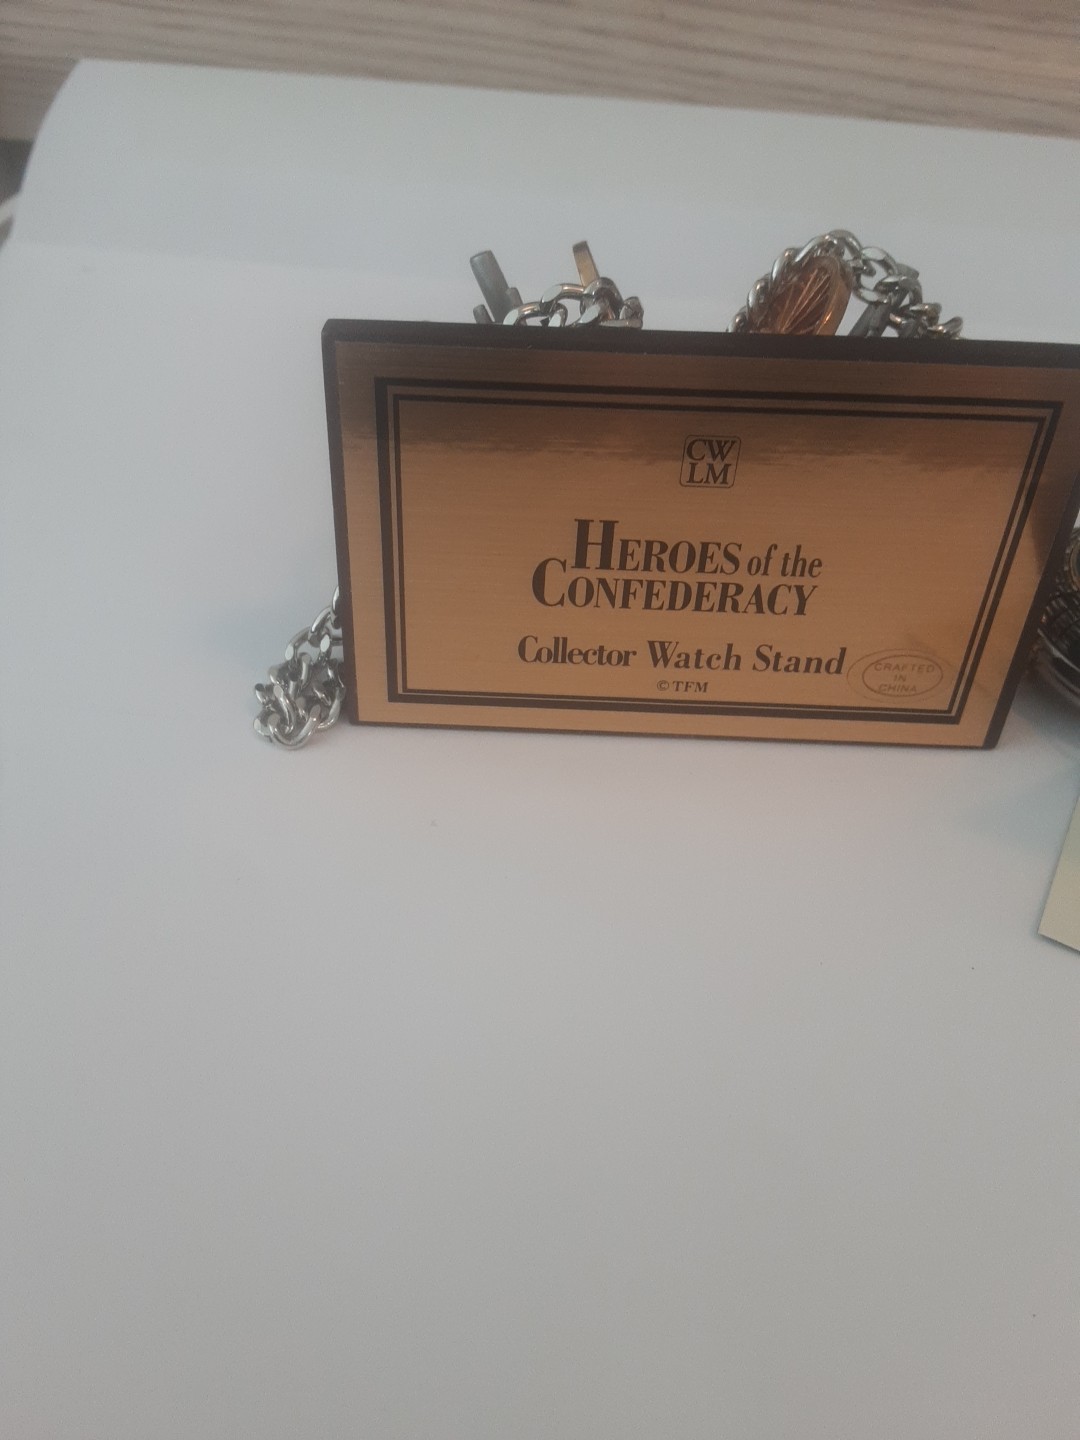 CW
LM
HEROES of the
CONFEDERACY
Collector Watch Stand
© TFM
CRAFTED
IN
CHINA